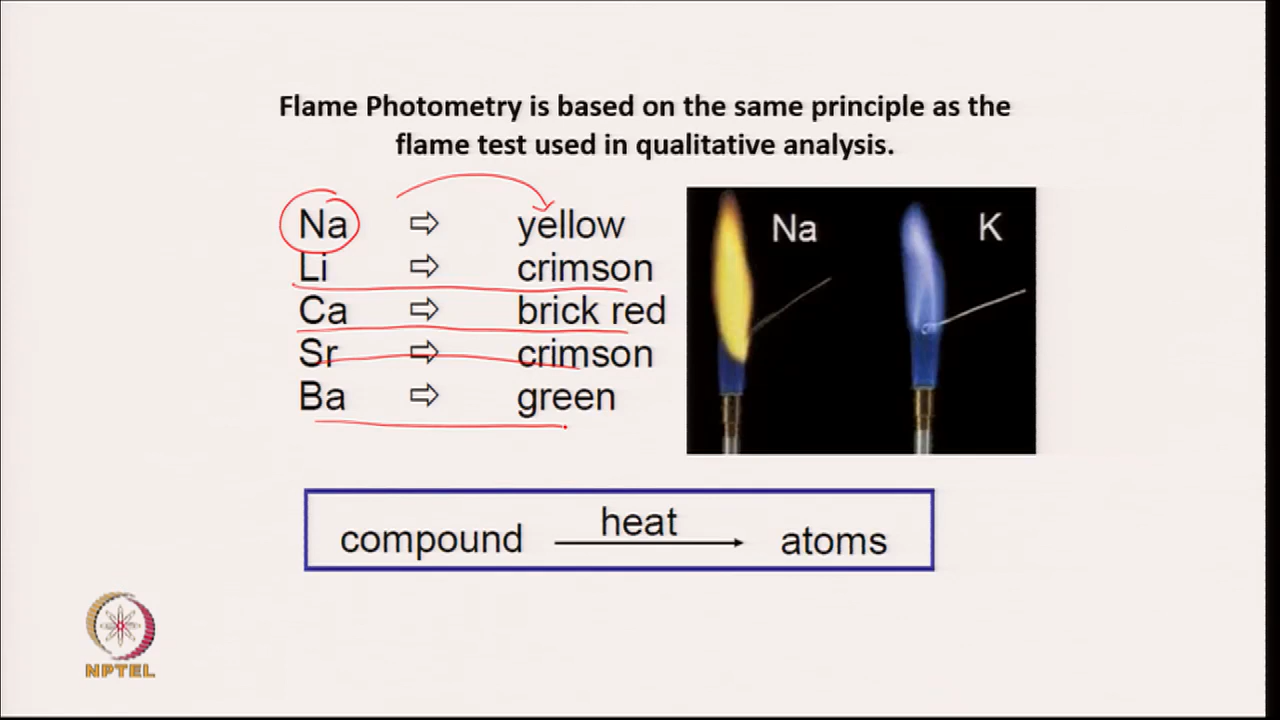 Flame Photometry is based on the same principle as the
flame test used in qualitative analysis.
Na ⇨ yellow
Li ⇨ crimson
Ca ⇨ brick red
Sr ⇨ crimson
Ba ⇨ green
Na
K
heat
compound → atoms
NPTEL